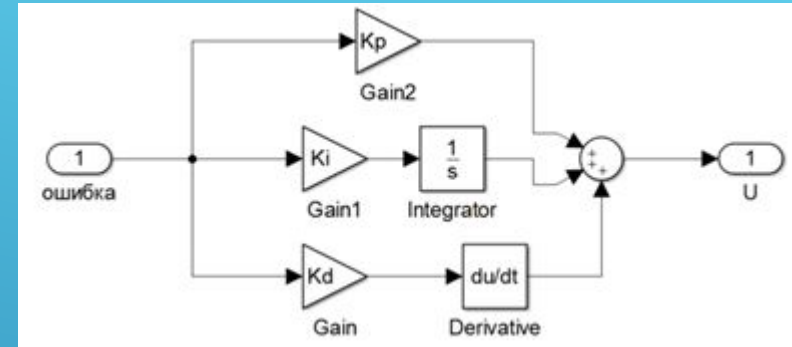 Kp
Gain2
1
ошибка
Ki
Gain1
1
s
Integrator
+
+
+
1
U
Kd
Gain
du/dt
Derivative